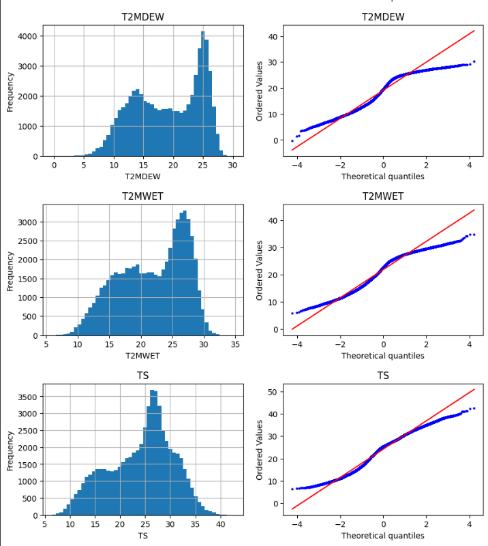 T2MDEW
T2MDEW
Frequency
4000
3000
2000
1000
0
0 5 10 15 20 25 30
T2MDEW
Ordered Values
40
30
20
10
0
−4 −2 0 2 4
Theoretical quantiles
T2MWET
T2MWET
Frequency
3000
2500
2000
1500
1000
500
0
5 10 15 20 25 30 35
T2MWET
Ordered Values
40
30
20
10
0
−4 −2 0 2 4
Theoretical quantiles
TS
TS
Frequency
3500
3000
2500
2000
1500
1000
500
0
5 10 15 20 25 30 35 40
TS
Ordered Values
50
40
30
20
10
0
−4 −2 0 2 4
Theoretical quantiles